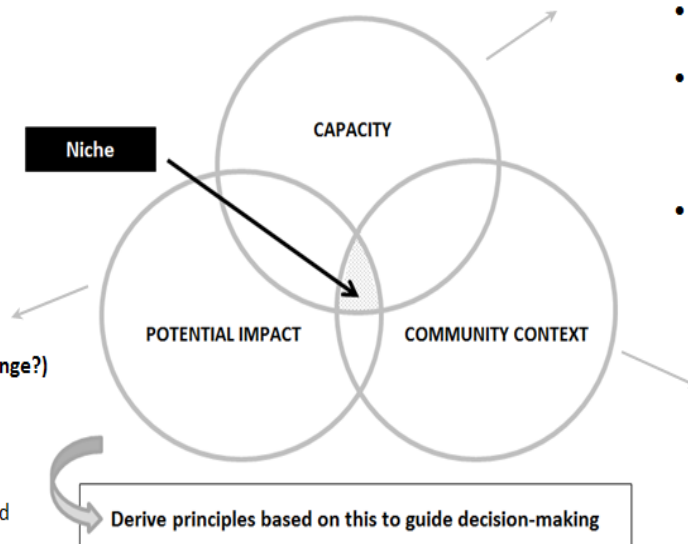 CAPACITY
Niche
POTENTIAL IMPACT
COMMUNITY CONTEXT
nge?)
d
Derive principles based on this to guide decision-making